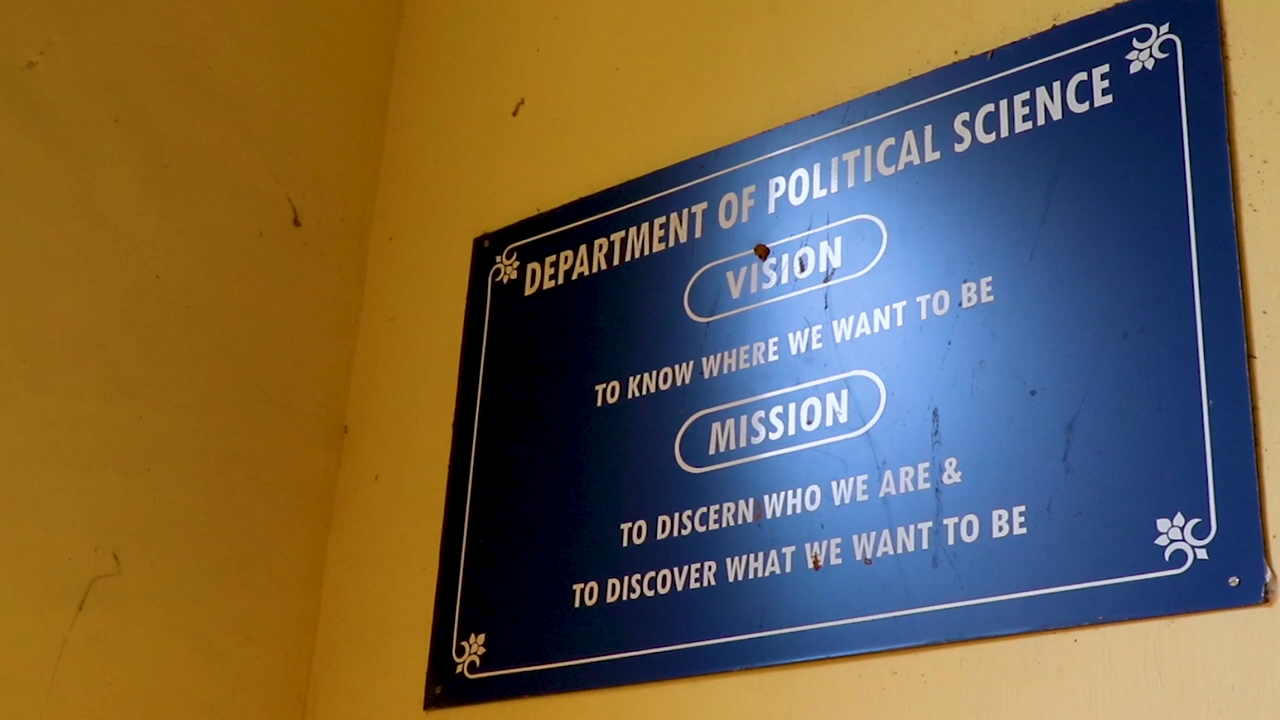 DEPARTMENT OF POLITICAL SCIENCE
VISION
TO KNOW WHERE WE WANT TO BE
MISSION
TO DISCERN WHO WE ARE &
TO DISCOVER WHAT WE WANT TO BE